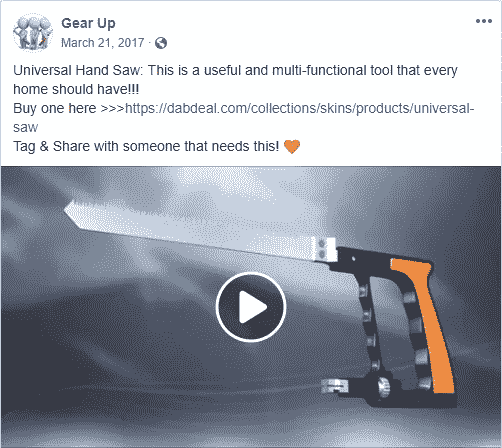 Gear Up
March 21, 2017 ·
Universal Hand Saw: This is a useful and multi-functional tool that every
home should have!!!
Buy one here >>>https://dabdeal.com/collections/skins/products/universal-
saw
Tag & Share with someone that needs this! 🧡